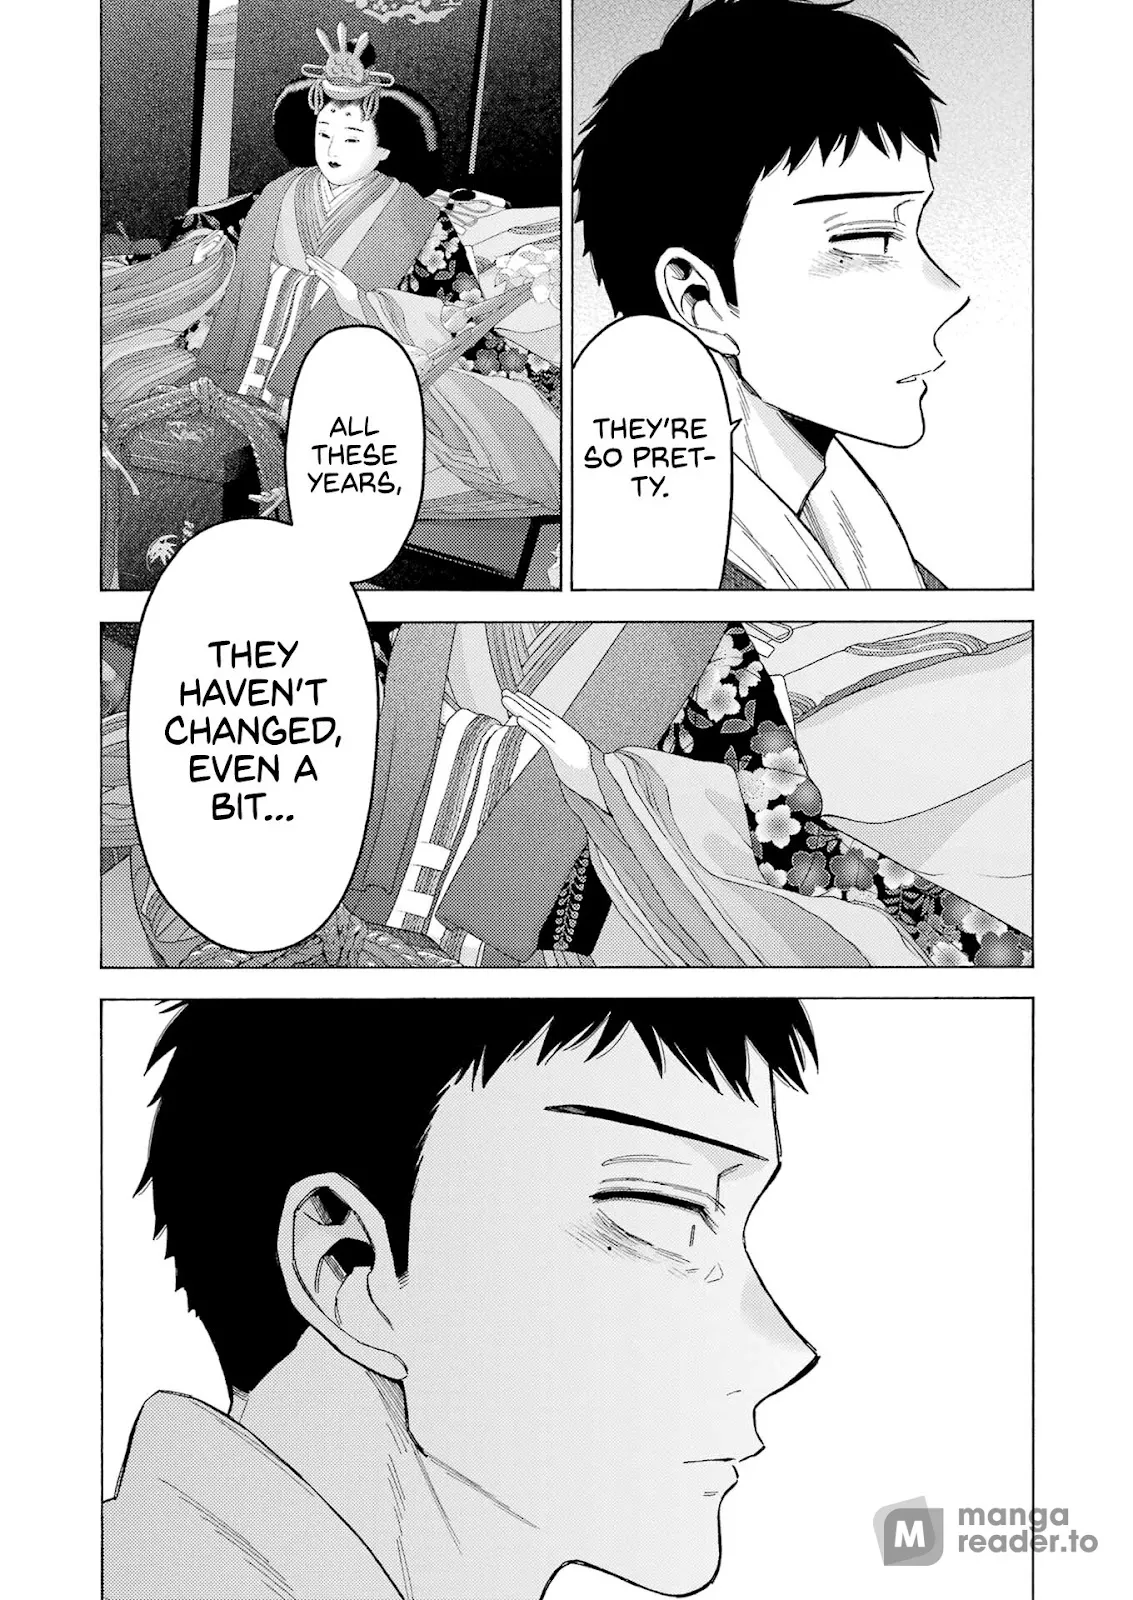 THEY'RE
SO PRET-
TY.
ALL
THESE
YEARS,
THEY
HAVEN'T
CHANGED,
EVEN A
BIT...
M manga
reader.to